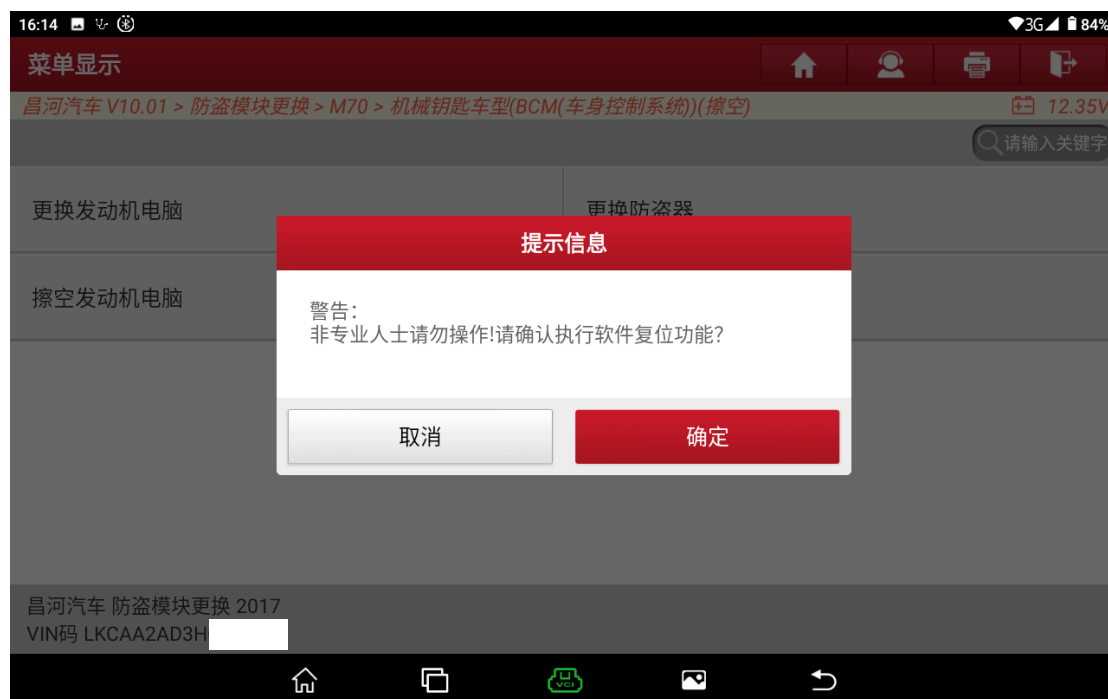 16:14
3G 84%
菜单显示
昌河汽车 V10.01 > 防盗模块更换 > M70 > 机械钥匙车型(BCM(车身控制系统))(擦空)
12.35V
请输入关键字
更换发动机电脑
更换防盗器
擦空发动机电脑
提示信息
警告：
非专业人士请勿操作!请确认执行软件复位功能?
取消
确定
昌河汽车 防盗模块更换 2017
VIN码 LKCAA2AD3H
VCI